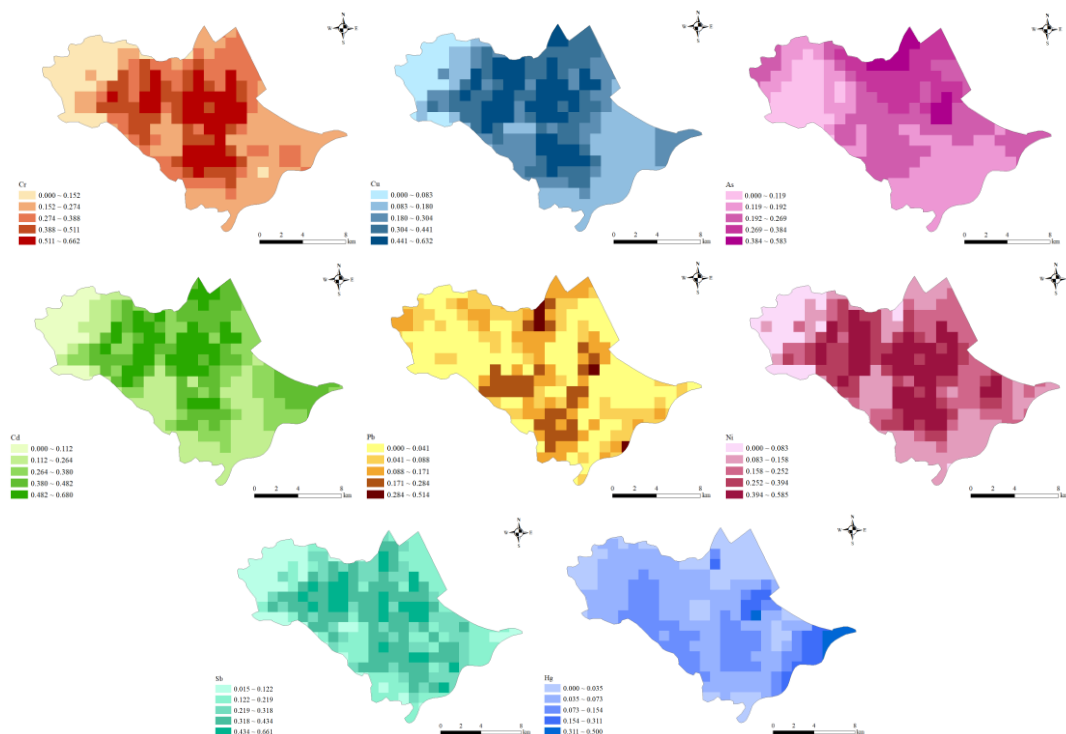 N
W E
S
Cr
0.000 ~ 0.152
0.152 ~ 0.274
0.274 ~ 0.388
0.388 ~ 0.511
0.511 ~ 0.662
0 2 4 8
km
N
W E
S
Cu
0.000 ~ 0.083
0.083 ~ 0.180
0.180 ~ 0.304
0.304 ~ 0.441
0.441 ~ 0.632
0 2 4 8
km
N
W E
S
As
0.000 ~ 0.119
0.119 ~ 0.192
0.192 ~ 0.269
0.269 ~ 0.384
0.384 ~ 0.583
0 2 4 8
km
N
W E
S
Cd
0.000 ~ 0.112
0.112 ~ 0.264
0.264 ~ 0.380
0.380 ~ 0.482
0.482 ~ 0.680
0 2 4 8
km
N
W E
S
Pb
0.000 ~ 0.041
0.041 ~ 0.088
0.088 ~ 0.171
0.171 ~ 0.284
0.284 ~ 0.514
0 2 4 8
km
N
W E
S
Ni
0.000 ~ 0.083
0.083 ~ 0.158
0.158 ~ 0.252
0.252 ~ 0.394
0.394 ~ 0.585
0 2 4 8
km
N
W E
S
Sb
0.015 ~ 0.122
0.122 ~ 0.219
0.219 ~ 0.318
0.318 ~ 0.434
0.434 ~ 0.661
0 2 4 8
km
N
W E
S
Hg
0.000 ~ 0.035
0.035 ~ 0.073
0.073 ~ 0.154
0.154 ~ 0.311
0.311 ~ 0.500
0 2 4 8
km